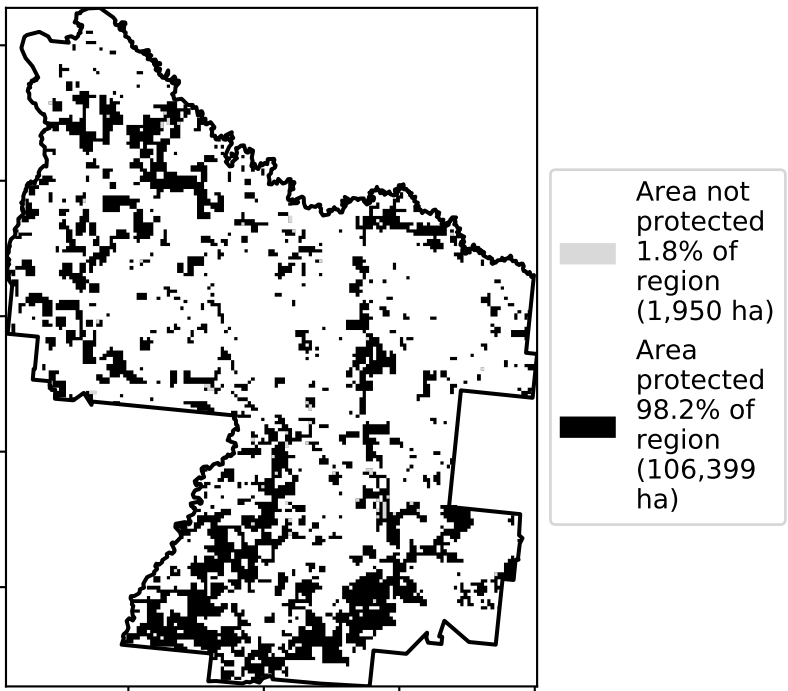 Area not
protected
1.8% of
region
(1,950 ha)
Area
protected
98.2% of
region
(106,399
ha)